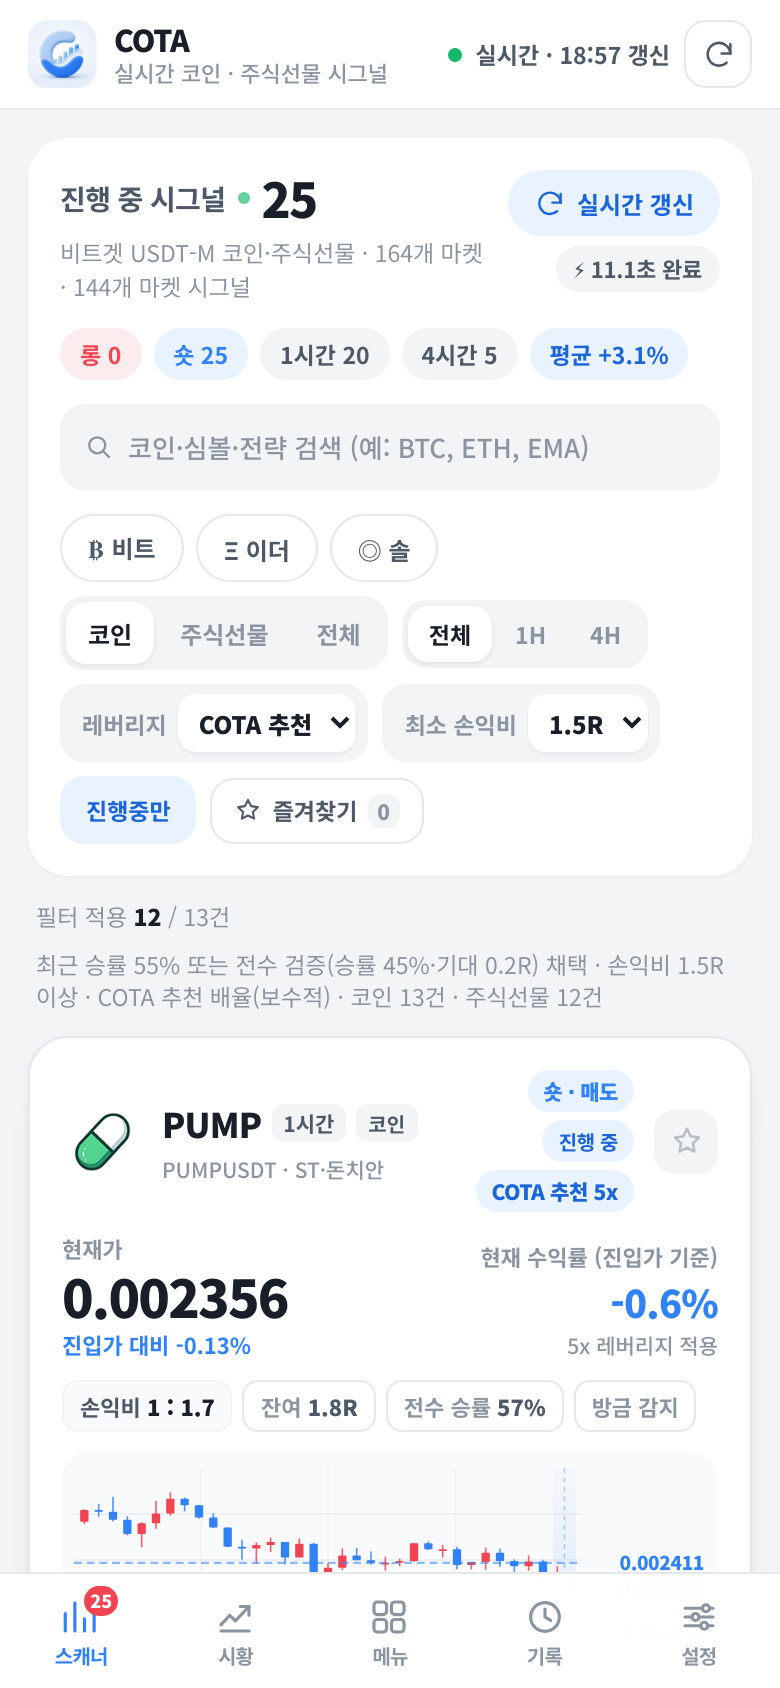 COTA
실시간 코인 · 주식선물 시그널
실시간 · 18:57 갱신
진행 중 시그널 25
실시간 갱신
비트겟 USDT-M 코인·주식선물 · 164개 마켓
· 144개 마켓 시그널
⚡ 11.1초 완료
롱 0
숏 25
1시간 20
4시간 5
평균 +3.1%
코인·심볼·전략 검색 (예: BTC, ETH, EMA)
₿ 비트
Ξ 이더
◎ 솔
코인
주식선물
전체
전체
1H
4H
레버리지
COTA 추천
최소 손익비
1.5R
진행중만
즐겨찾기 0
필터 적용 12 / 13건
최근 승률 55% 또는 전수 검증(승률 45%·기대 0.2R) 채택 · 손익비 1.5R
이상 · COTA 추천 배율(보수적) · 코인 13건 · 주식선물 12건
PUMP
1시간
코인
PUMPUSDT · ST·돈치안
숏 · 매도
진행 중
COTA 추천 5x
현재가
0.002356
진입가 대비 -0.13%
현재 수익률 (진입가 기준)
-0.6%
5x 레버리지 적용
손익비 1 : 1.7
잔여 1.8R
전수 승률 57%
방금 감지
0.002411
25
스캐너
시황
메뉴
기록
설정